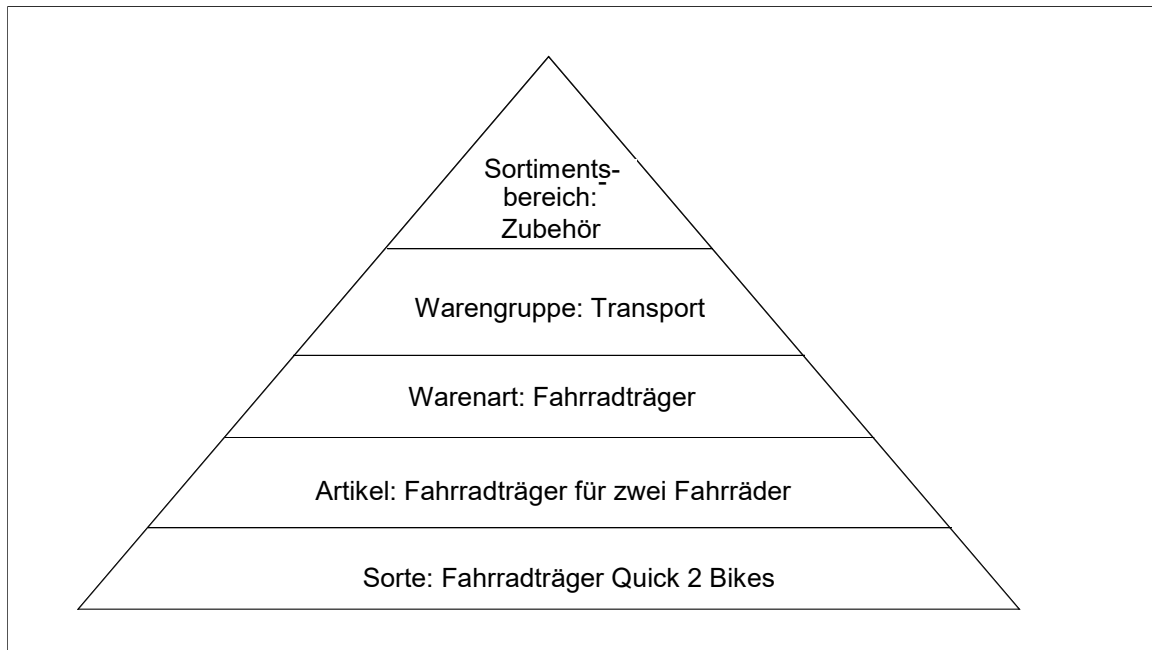 Sortiments-
bereich:
Zubehör
Warengruppe: Transport
Warenart: Fahrradträger
Artikel: Fahrradträger für zwei Fahrräder
Sorte: Fahrradträger Quick 2 Bikes